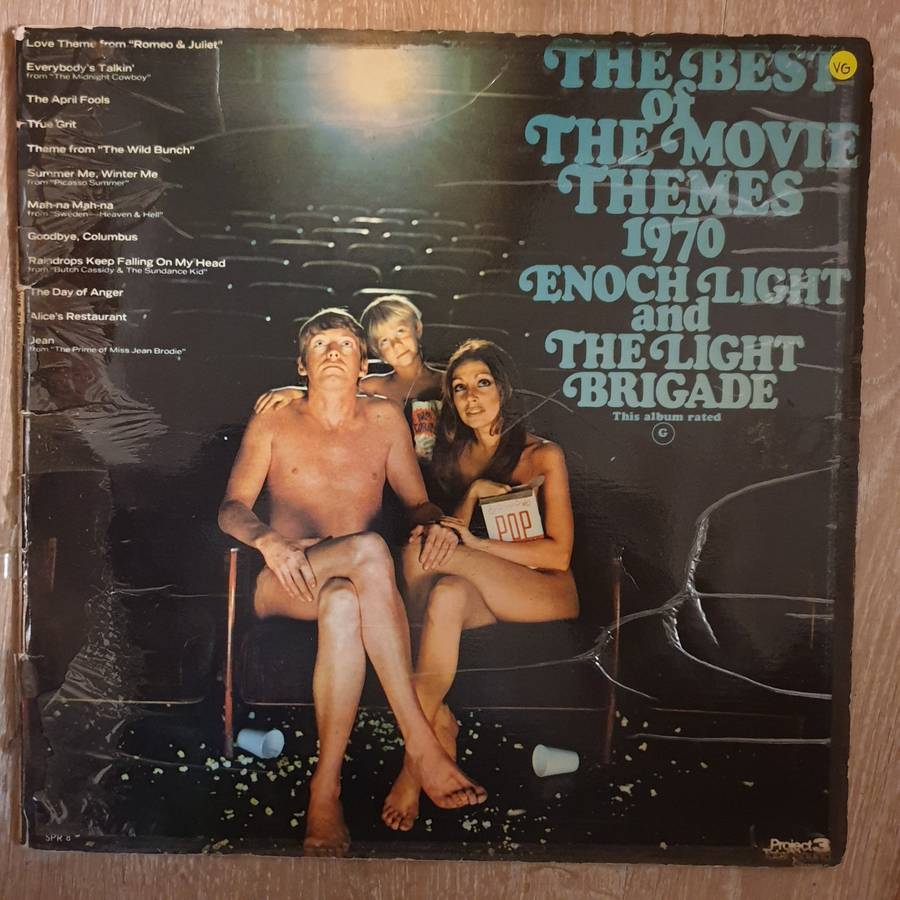 Love Theme from "Romeo & Juliet"
Everybody's Talkin'
from "The Midnight Cowboy"
The April Fools
True Grit
Theme from "The Wild Bunch"
Summer Me, Winter Me
from "Picasso Summer"
Mah-na Mah-na
from "Sweden—Heaven & Hell"
Goodbye, Columbus
Raindrops Keep Falling On My Head
from "Butch Cassidy & The Sundance Kid"
The Day of Anger
Alice's Restaurant
Jean
from "The Prime of Miss Jean Brodie"
THE BEST
of
THE MOVIE
THEMES
1970
ENOCH LIGHT
and
THE LIGHT
BRIGADE
This album rated
G
VG
POP
SPR 8
Project 3